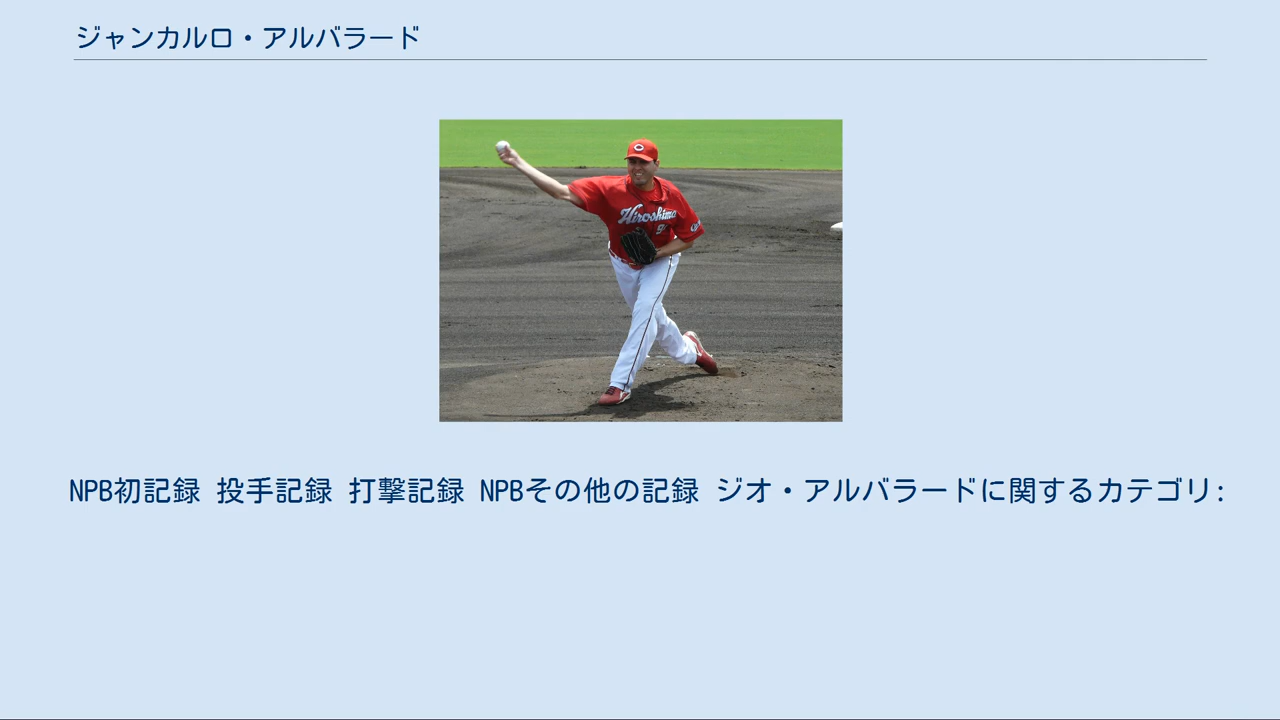 ジャンカルロ・アルバラード
Hiroshima
NPB初記録 投手記録 打撃記録 NPBその他の記録 ジオ・アルバラードに関するカテゴリ: